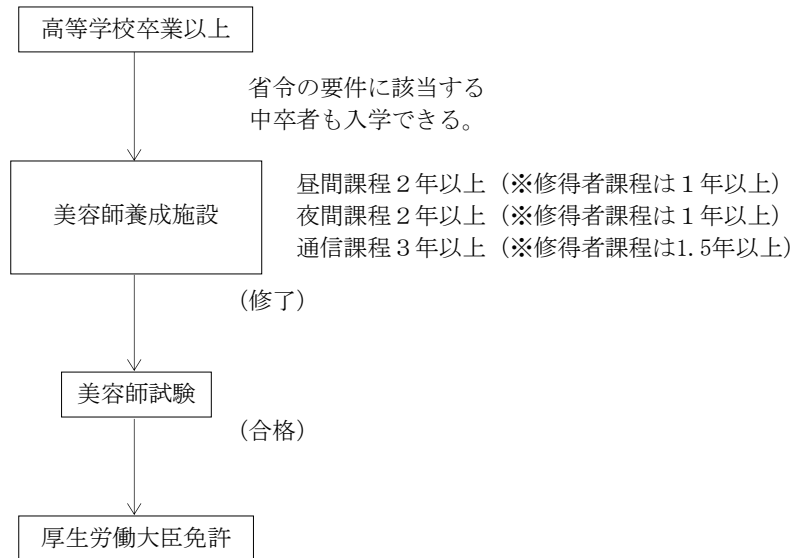 高等学校卒業以上
省令の要件に該当する
中卒者も入学できる。
美容師養成施設
昼間課程２年以上（※修得者課程は１年以上）
夜間課程２年以上（※修得者課程は１年以上）
通信課程３年以上（※修得者課程は1.5年以上）
（修了）
美容師試験
（合格）
厚生労働大臣免許